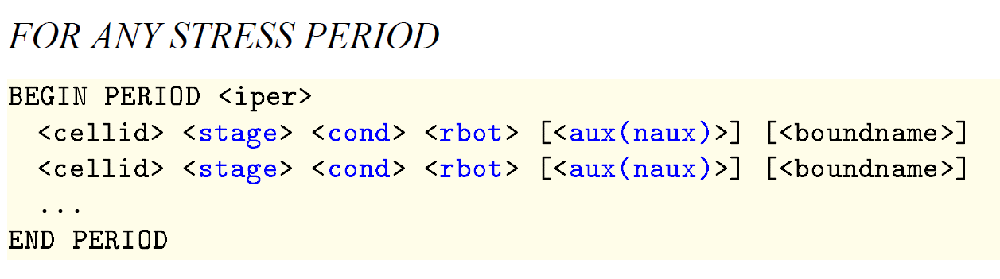 FOR ANY STRESS PERIOD
BEGIN PERIOD <iper>
<cellid> <stage> <cond> <rbot> [<aux(naux)>] [<boundname>]
<cellid> <stage> <cond> <rbot> [<aux(naux)>] [<boundname>]
...
END PERIOD